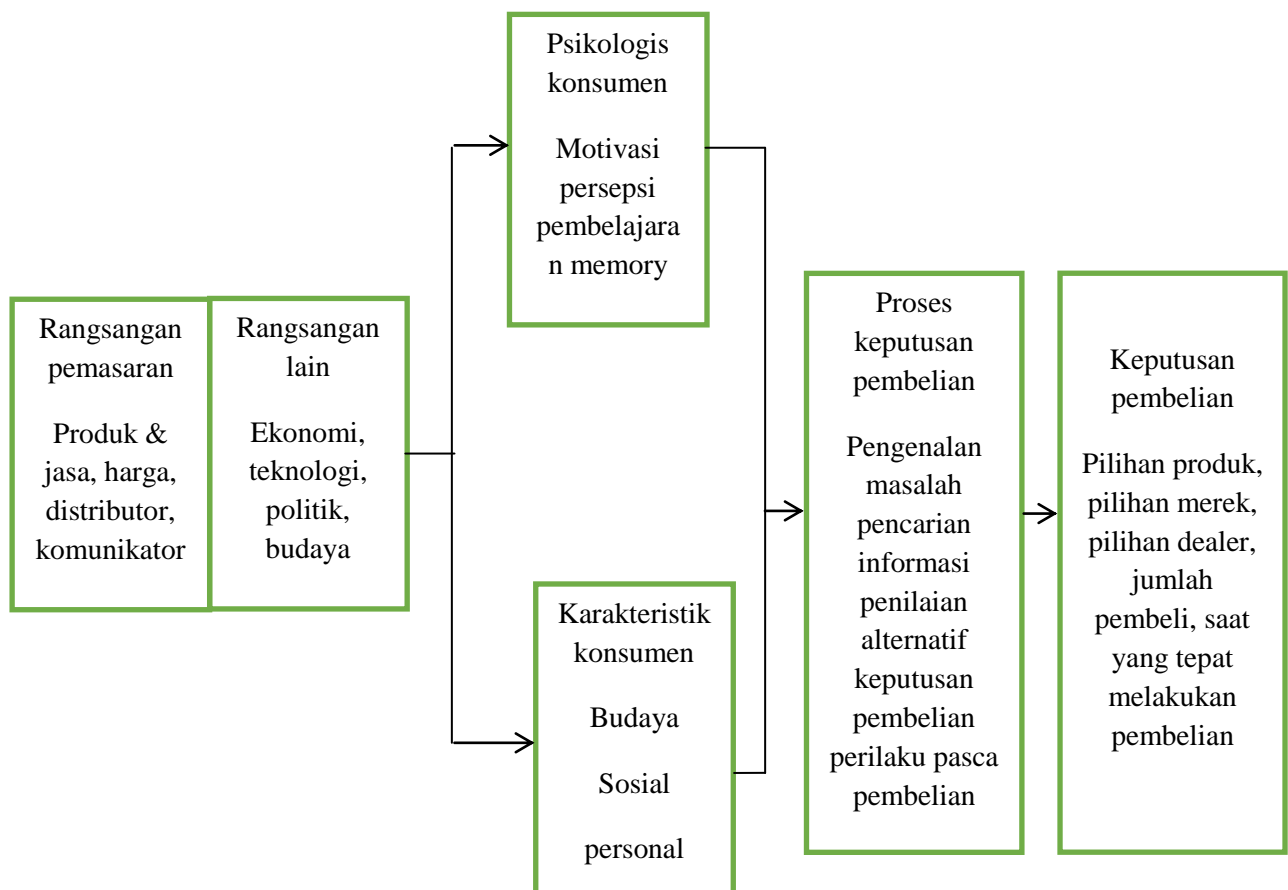 Rangsangan
pemasaran
Produk &
jasa, harga,
distributor,
komunikator
Rangsangan
lain
Ekonomi,
teknologi,
politik,
budaya
Psikologis
konsumen
Motivasi
persepsi
pembelajara
n memory
Karakteristik
konsumen
Budaya
Sosial
personal
Proses
keputusan
pembelian
Pengenalan
masalah
pencarian
informasi
penilaian
alternatif
keputusan
pembelian
perilaku pasca
pembelian
Keputusan
pembelian
Pilihan produk,
pilihan merek,
pilihan dealer,
jumlah
pembeli, saat
yang tepat
melakukan
pembelian